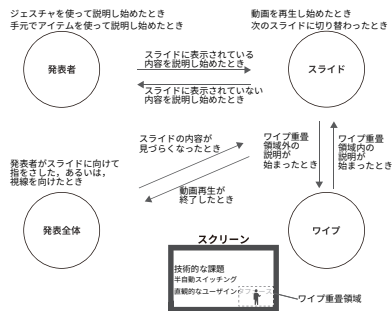 ジェスチャを使って説明し始めたとき
手元でアイテムを使って説明し始めたとき
動画を再生し始めたとき
次のスライドに切り替わったとき
発表者
スライドに表示されている
内容を説明し始めたとき
スライドに表示されていない
内容を説明し始めたとき
スライド
スライドの内容が
見づらくなったとき
ワイプ重畳
領域外の
説明が
始まったとき
ワイプ重畳
領域内の
説明が
始まったとき
発表者がスライドに向けて
指をさした，あるいは，
視線を向けたとき
動画再生が
終了したとき
発表全体
ワイプ
スクリーン
技術的な課題
半自動スイッチング
直観的なユーザインタフェース
ワイプ重畳領域